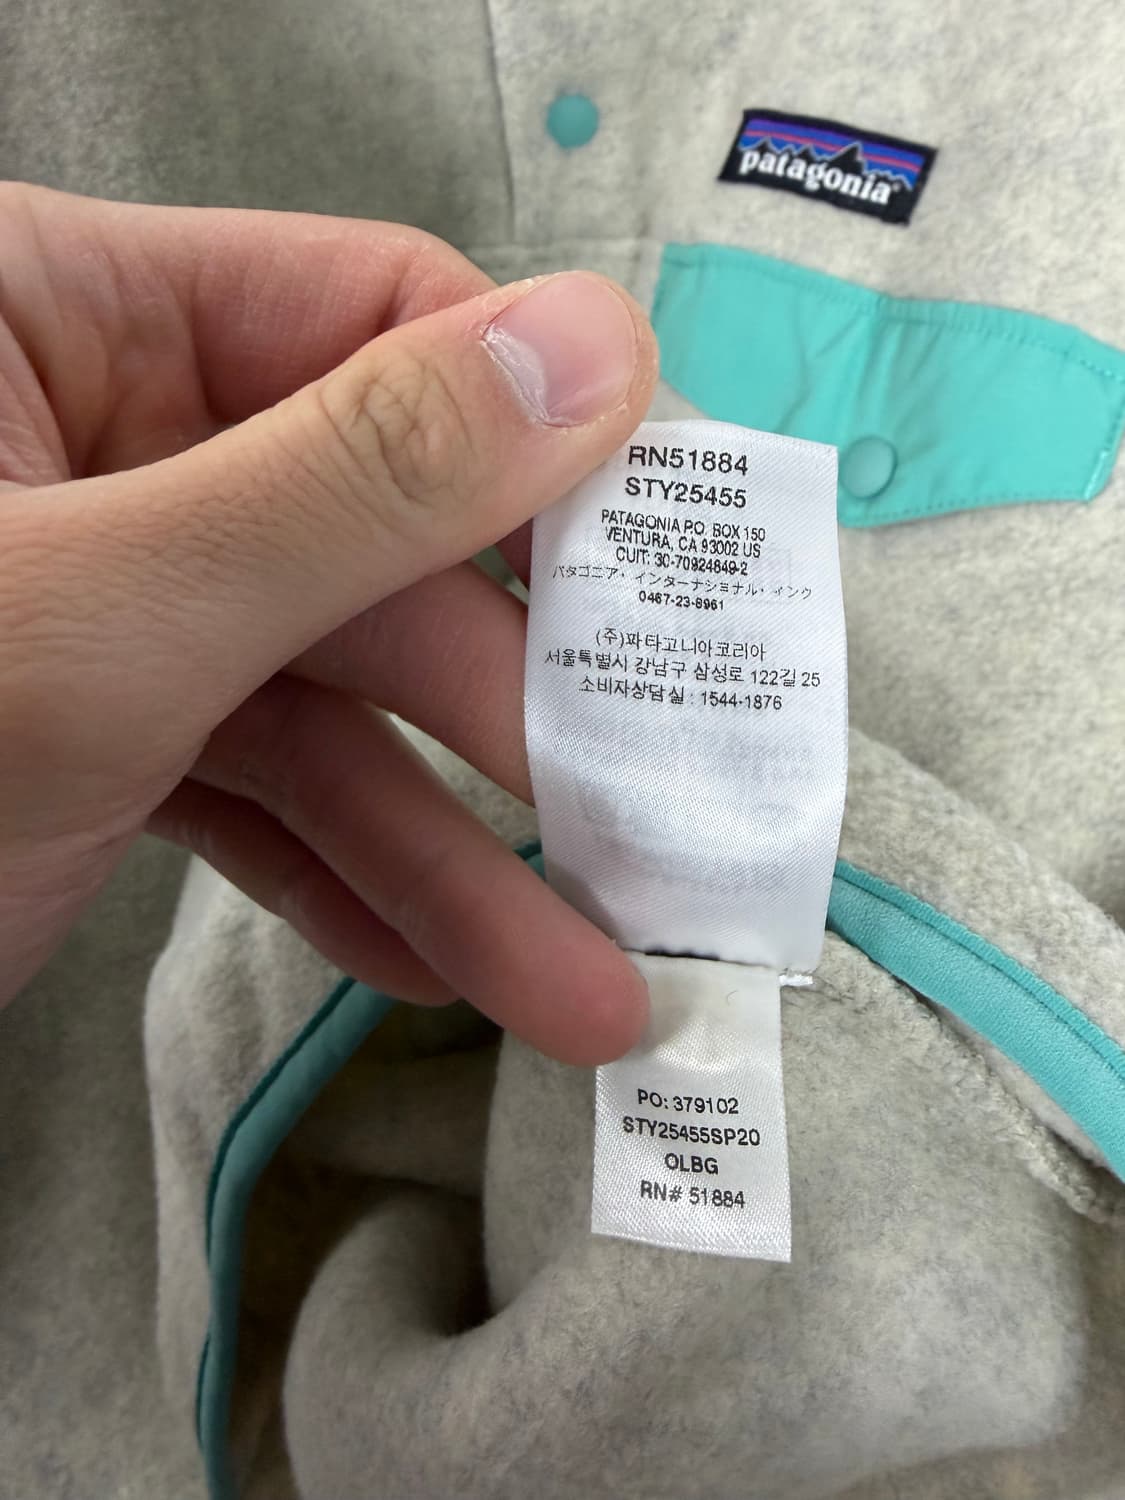 patagonia®
RN51884
STY25455
PATAGONIA P.O. BOX 150
VENTURA, CA 93002 US
CUIT: 30-70924849-2
パタゴニア・インターナショナル・インク
0467-23-8961
(주)파타고니아코리아
서울특별시 강남구 삼성로 122길 25
소비자상담실 : 1544-1876
PO: 379102
STY25455SP20
OLBG
RN# 51884